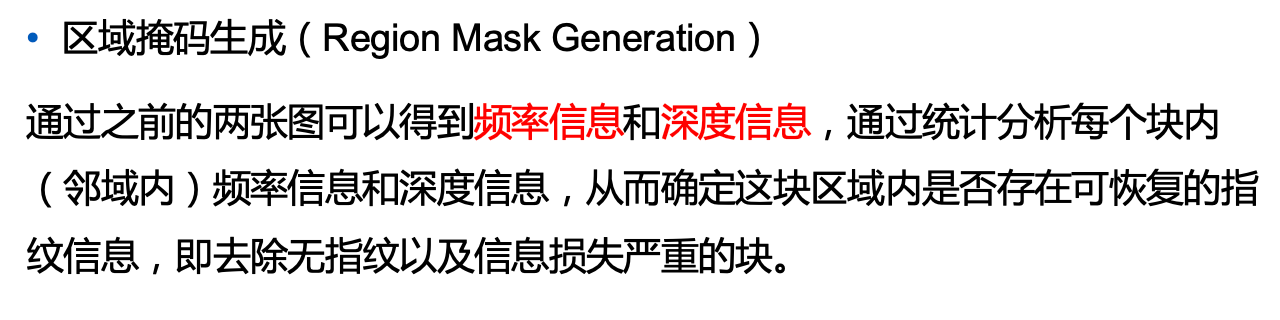 • 区域掩码生成（Region Mask Generation）
通过之前的两张图可以得到频率信息和深度信息，通过统计分析每个块内
（邻域内）频率信息和深度信息，从而确定这块区域内是否存在可恢复的指
纹信息，即去除无指纹以及信息损失严重的块。